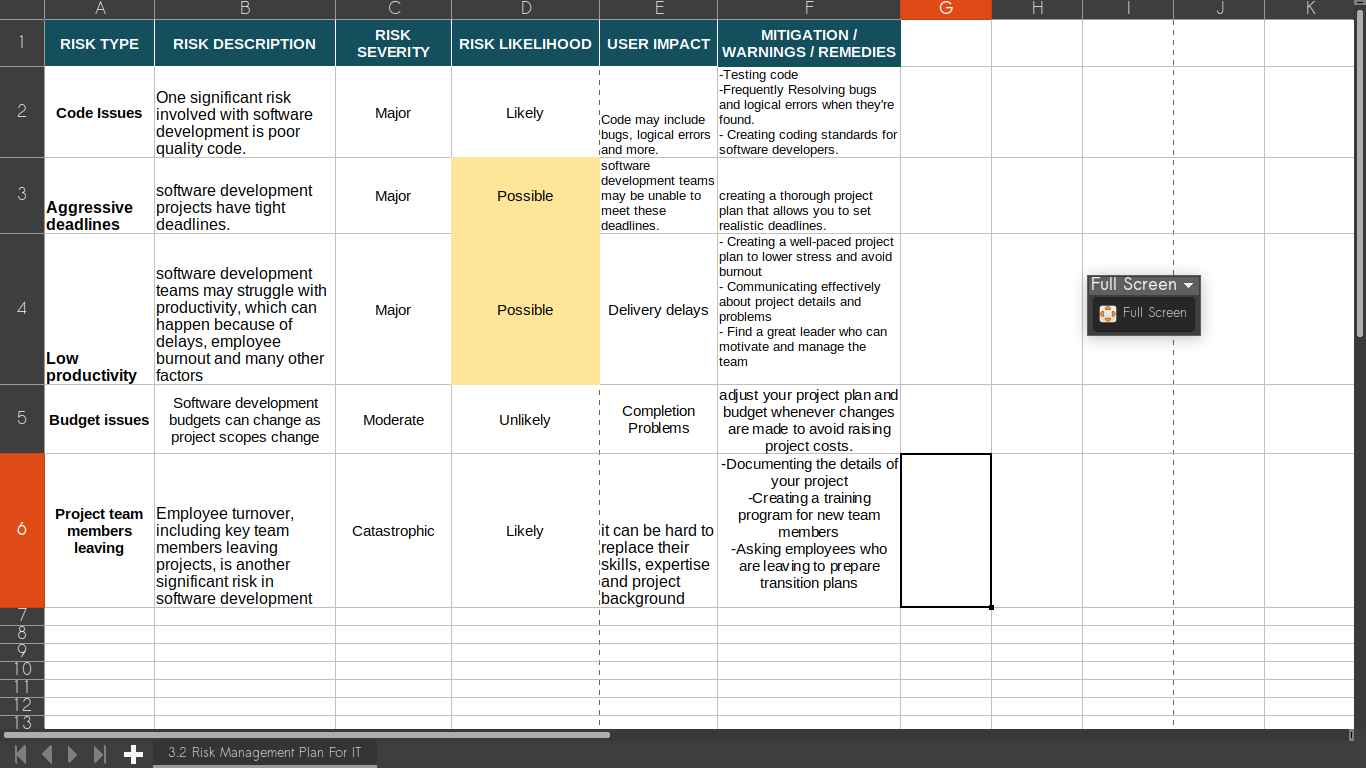 A B C D E F G H I J K
1
RISK TYPE
RISK DESCRIPTION
RISK
SEVERITY
RISK LIKELIHOOD
USER IMPACT
MITIGATION /
WARNINGS / REMEDIES
2
Code Issues
One significant risk
involved with software
development is poor
quality code.
Major
Likely
Code may include
bugs, logical errors
and more.
-Testing code
-Frequently Resolving bugs
and logical errors when they're
found.
- Creating coding standards for
software developers.
3
Aggressive
deadlines
software development
projects have tight
deadlines.
Major
Possible
software
development teams
may be unable to
meet these
deadlines.
creating a thorough project
plan that allows you to set
realistic deadlines.
4
Low
productivity
software development
teams may struggle with
productivity, which can
happen because of
delays, employee
burnout and many other
factors
Major
Possible
Delivery delays
- Creating a well-paced project
plan to lower stress and avoid
burnout
- Communicating effectively
about project details and
problems
- Find a great leader who can
motivate and manage the
team
Full Screen
Full Screen
5
Budget issues
Software development
budgets can change as
project scopes change
Moderate
Unlikely
Completion
Problems
adjust your project plan and
budget whenever changes
are made to avoid raising
project costs.
6
Project team
members
leaving
Employee turnover,
including key team
members leaving
projects, is another
significant risk in
software development
Catastrophic
Likely
it can be hard to
replace their
skills, expertise
and project
background
-Documenting the details of
your project
-Creating a training
program for new team
members
-Asking employees who
are leaving to prepare
transition plans
7
8
9
10
11
12
13
3.2 Risk Management Plan For IT